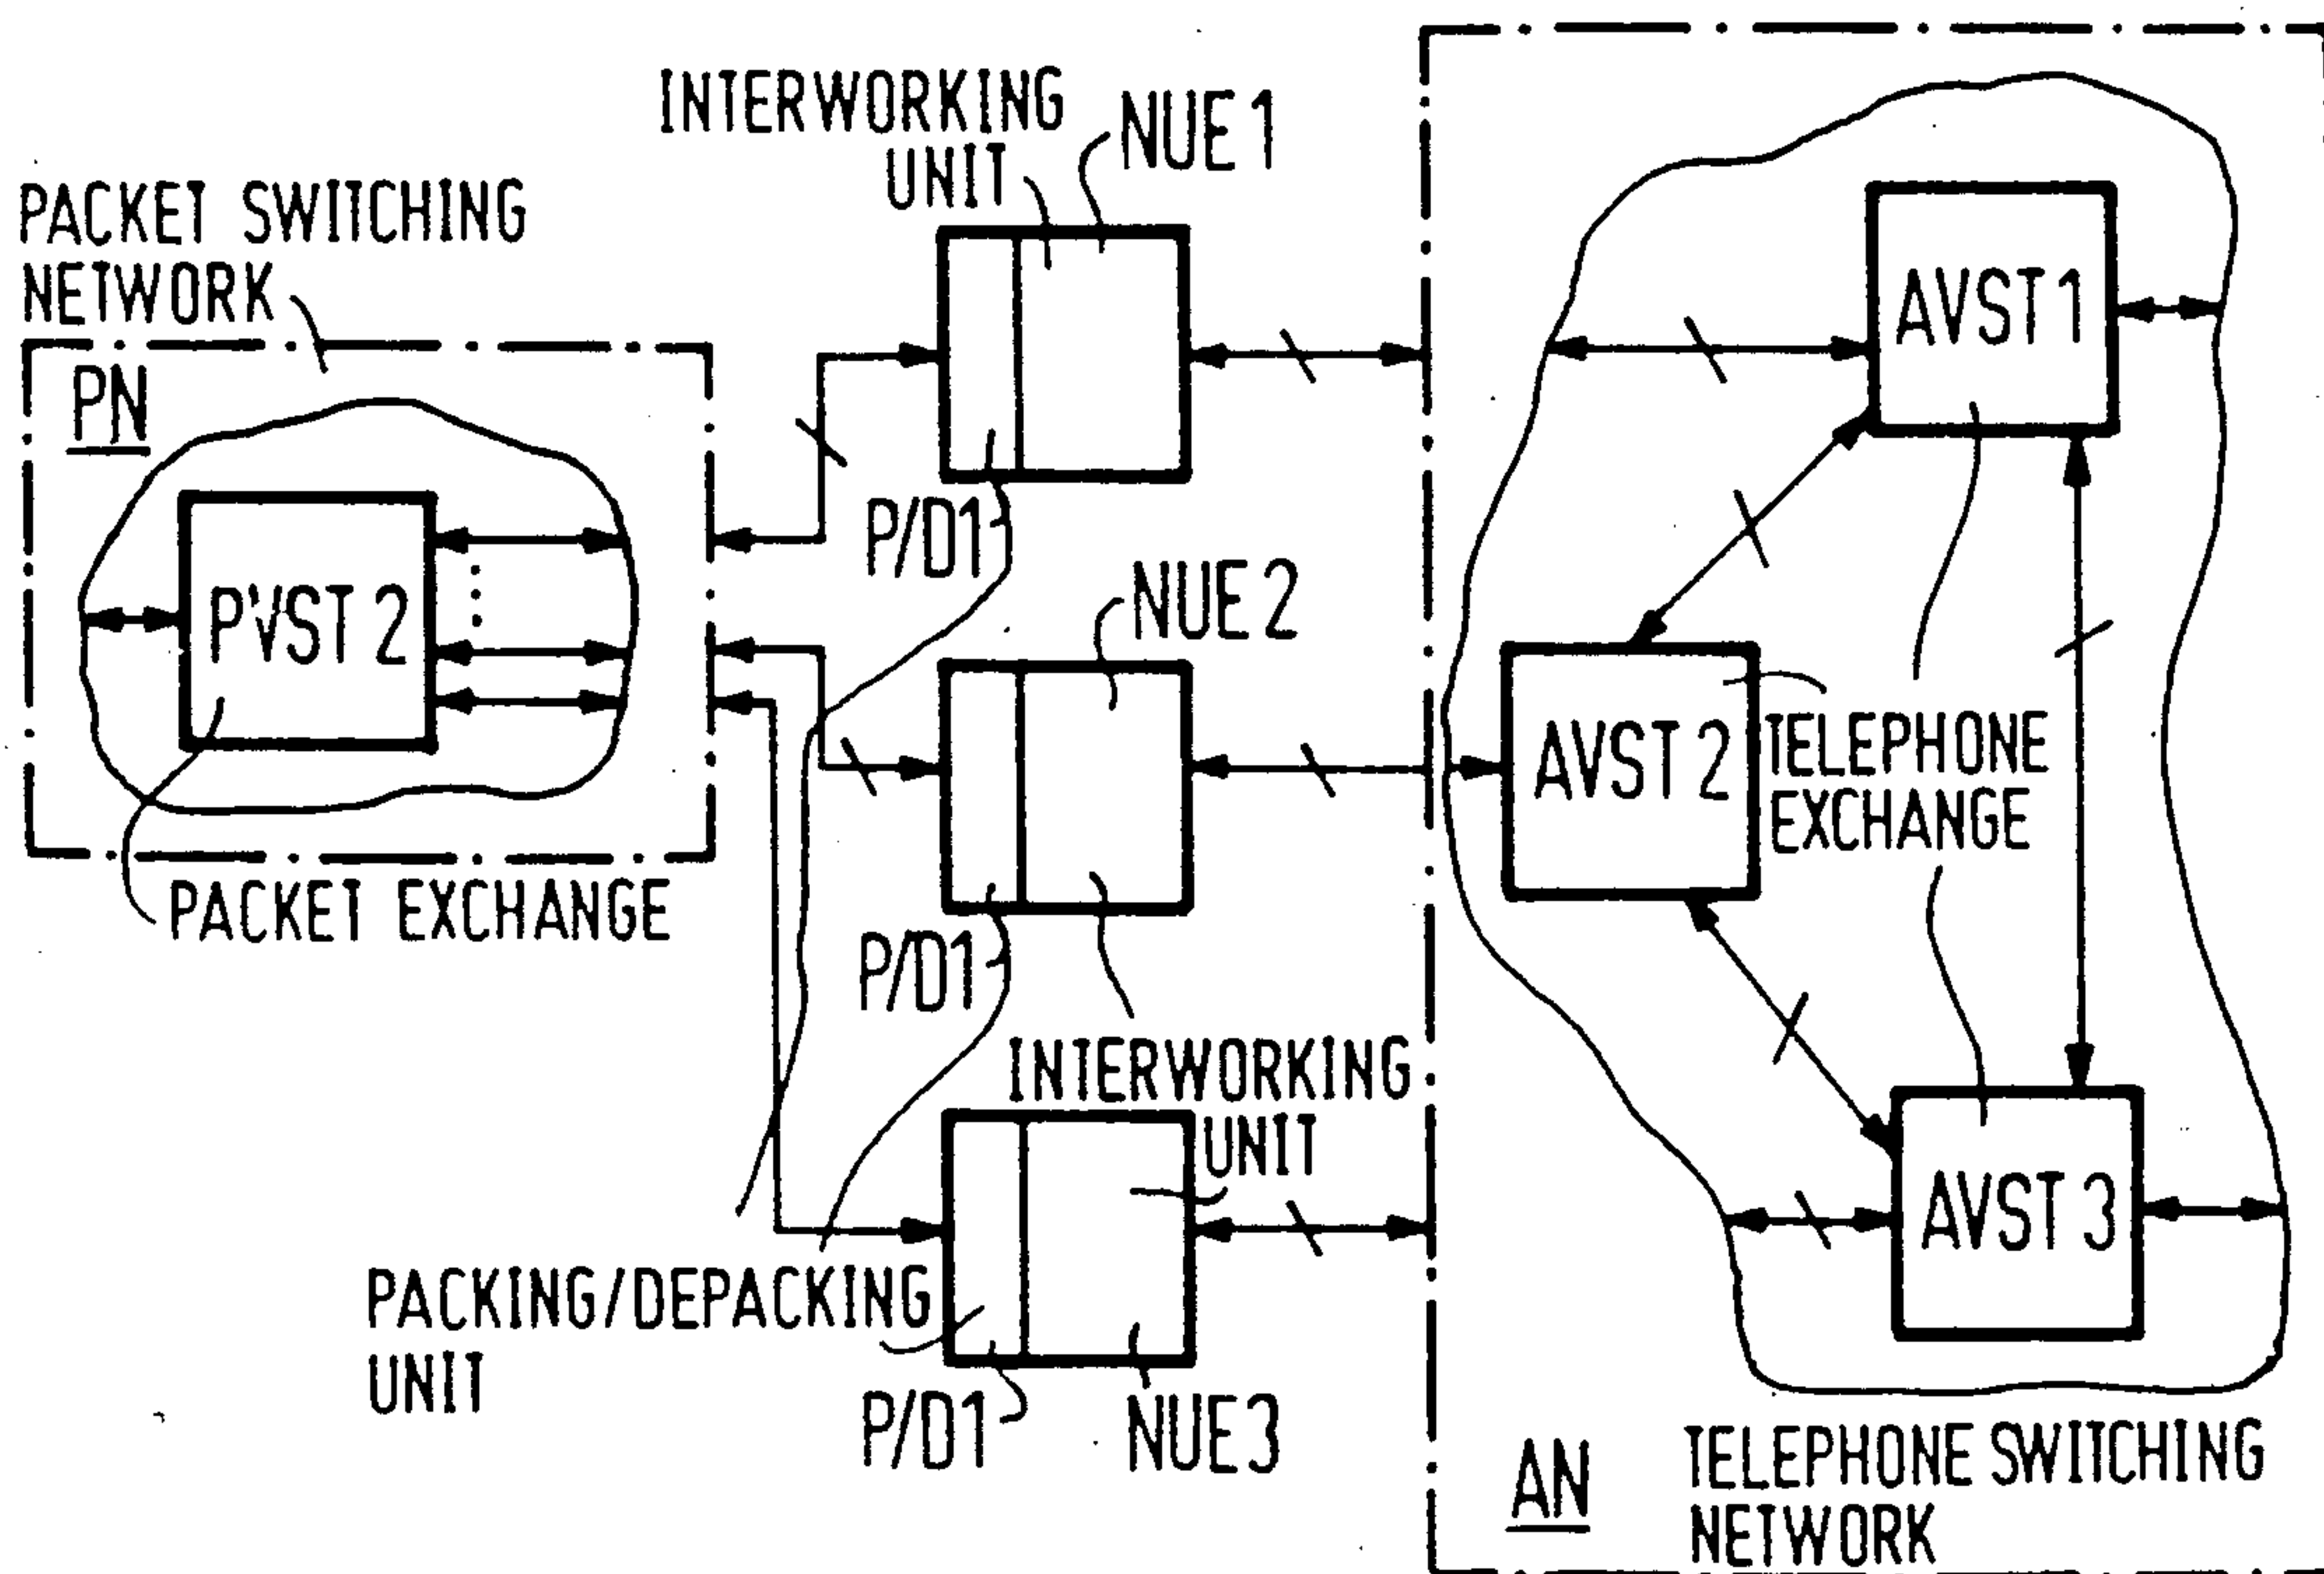 INTERWORKING
UNIT
NUE 1
PACKET SWITCHING
NETWORK
PN
AVST 1
P/D1
PVST 2
NUE 2
AVST 2
TELEPHONE
EXCHANGE
PACKET EXCHANGE
P/D1
INTERWORKING
UNIT
AVST 3
PACKING/DEPACKING
UNIT
P/D1
NUE3
AN
TELEPHONE SWITCHING
NETWORK